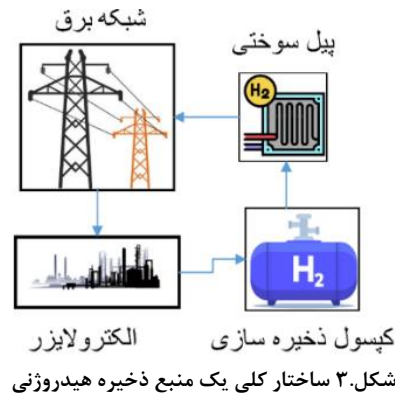 شبکه برق
پیل سوختی
H2
H₂
الکترولایزر
کپسول ذخیره سازی
شکل.۳ ساختار کلی یک منبع ذخیره هیدروژنی